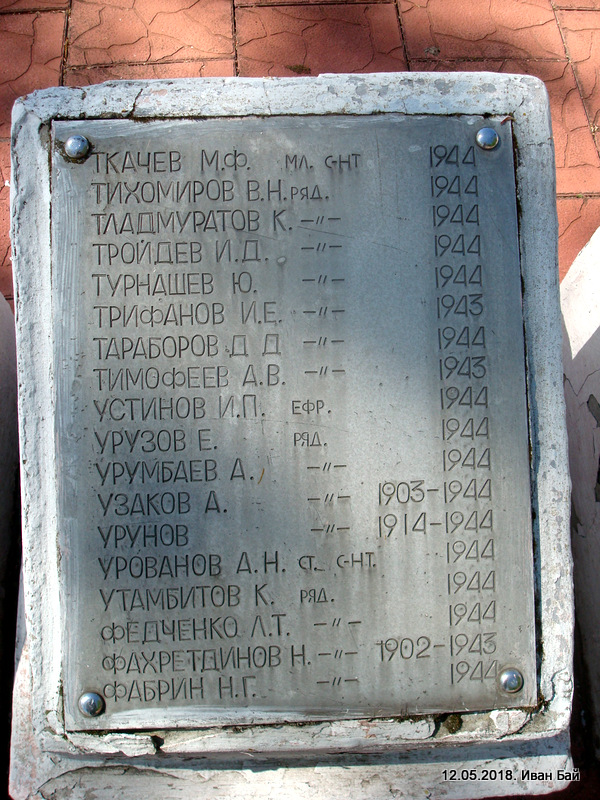 ТКАЧЕВ М.Ф. МЛ. С-НТ 1944
ТИХОМИРОВ В.Н. РЯД. 1944
ТЛАДМУРАТОВ К. –〃– 1944
ТРОЙДЕВ И.Д. –〃– 1944
ТУРНАШЕВ Ю. –〃– 1944
ТРИФАНОВ И.Е. –〃– 1943
ТАРАБОРОВ Д Д –〃– 1944
ТИМОФЕЕВ А.В. –〃– 1943
УСТИНОВ И.П. ЕФР. 1944
УРУЗОВ Е. РЯД. 1944
УРУМБАЕВ А. –〃– 1944
УЗАКОВ А. –〃– 1903–1944
УРУНОВ –〃– 1914–1944
УРОВАНОВ А.Н. СТ. С-НТ. 1944
УТАМБИТОВ К. РЯД. 1944
ФЕДЧЕНКО Л.Т. –〃– 1944
ФАХРЕТДИНОВ Н. –〃– 1902–1943
ФАБРИН Н.Г. –〃– 1944
12.05.2018. Иван Бай